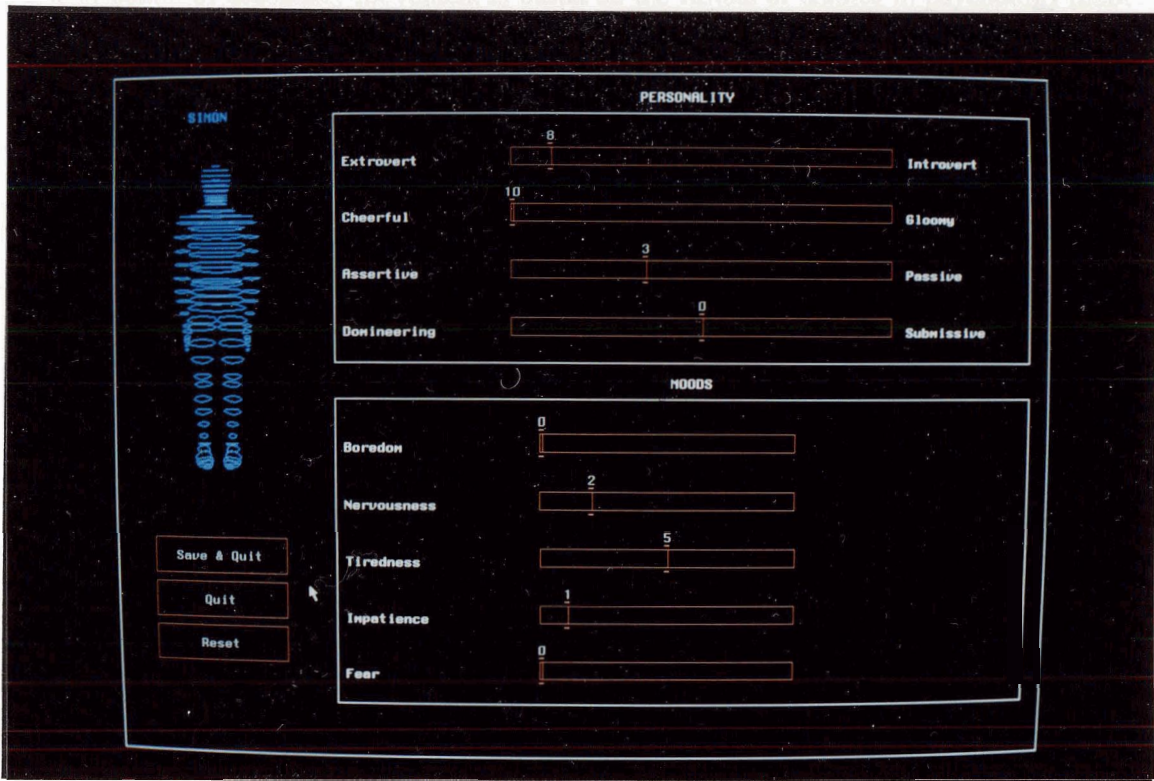 SIMON
PERSONALITY
8
Extrovert Introvert
10
Cheerful Gloomy
3
Assertive Passive
0
Domineering Submissive
MOODS
0
Boredom
2
Nervousness
5
Tiredness
1
Impatience
0
Fear
Save & Quit
Quit
Reset